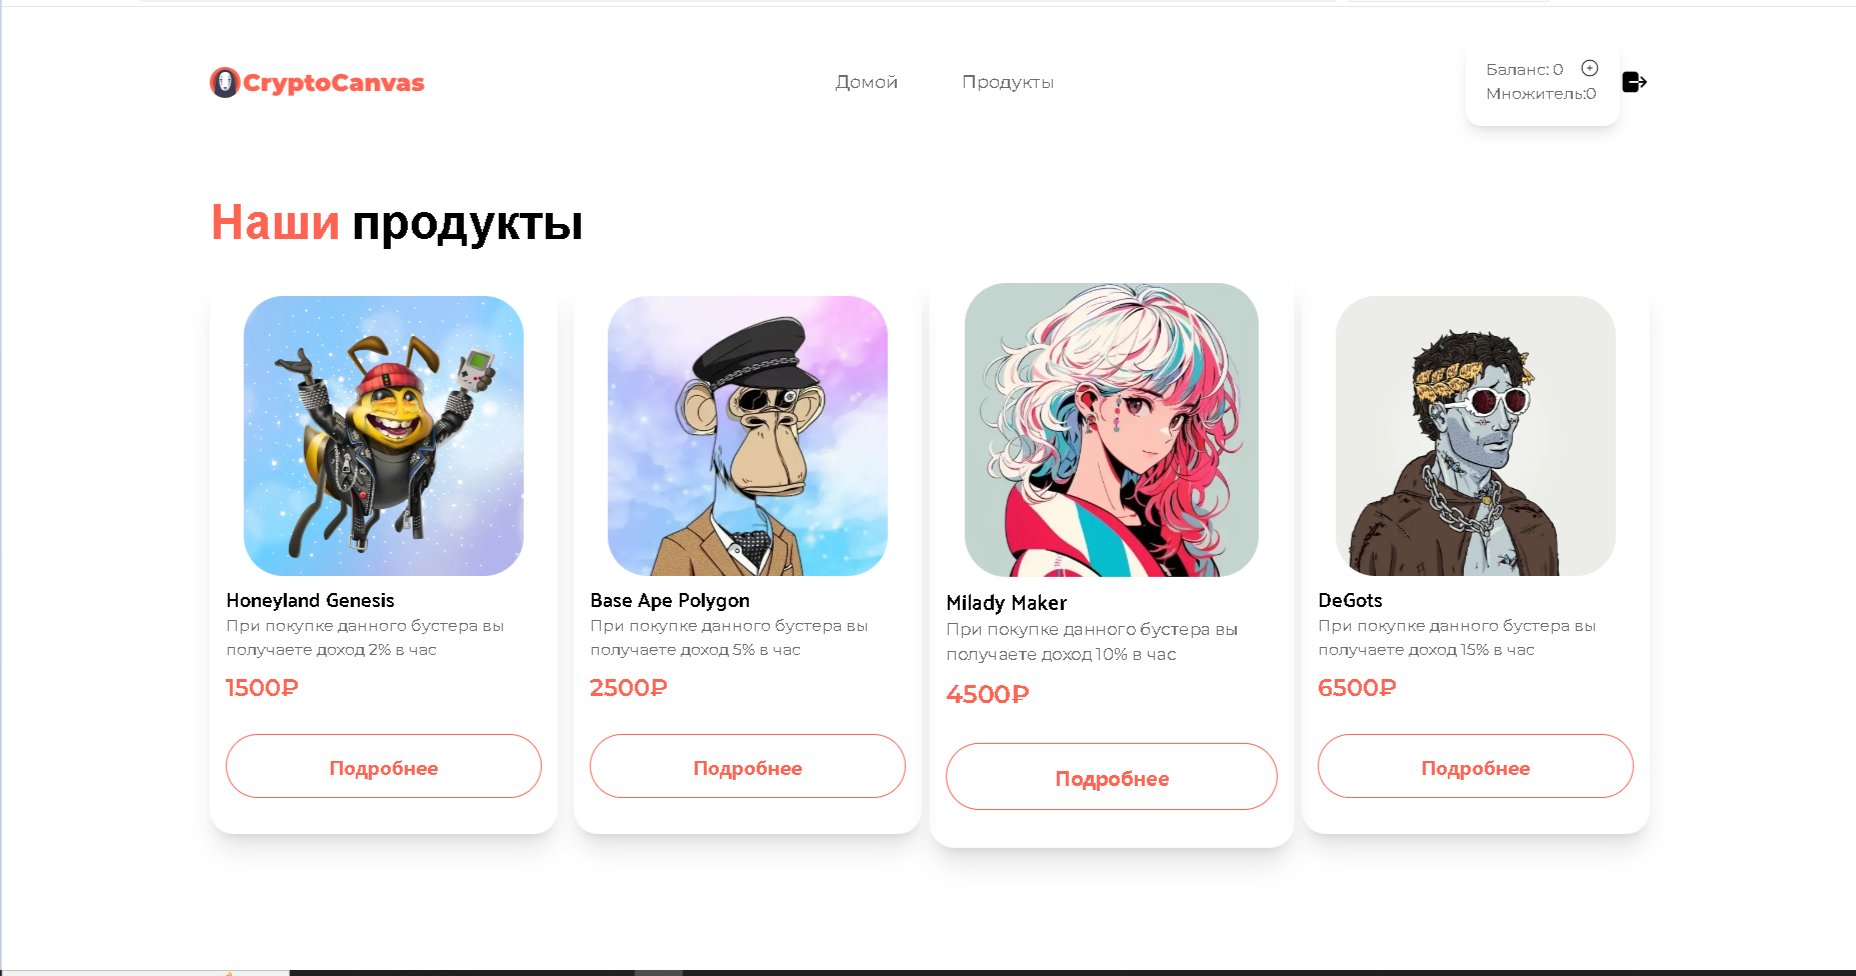 CryptoCanvas
Домой
Продукты
Баланс: 0
Множитель:0
Наши продукты
Honeyland Genesis
При покупке данного бустера вы
получаете доход 2% в час
1500₽
Подробнее
Base Ape Polygon
При покупке данного бустера вы
получаете доход 5% в час
2500₽
Подробнее
Milady Maker
При покупке данного бустера вы
получаете доход 10% в час
4500₽
Подробнее
DeGots
При покупке данного бустера вы
получаете доход 15% в час
6500₽
Подробнее